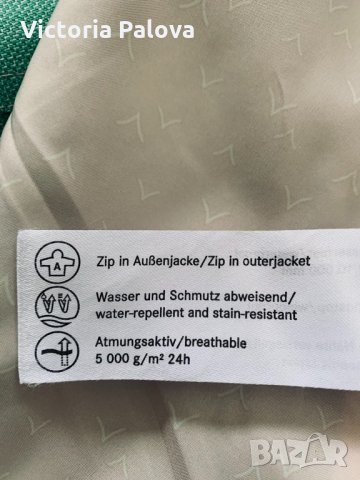 Victoria Palova
A
Zip in Außenjacke/Zip in outerjacket
Wasser und Schmutz abweisend/
water-repellent and stain-resistant
Atmungsaktiv/breathable
5 000 g/m² 24h
BAZAR